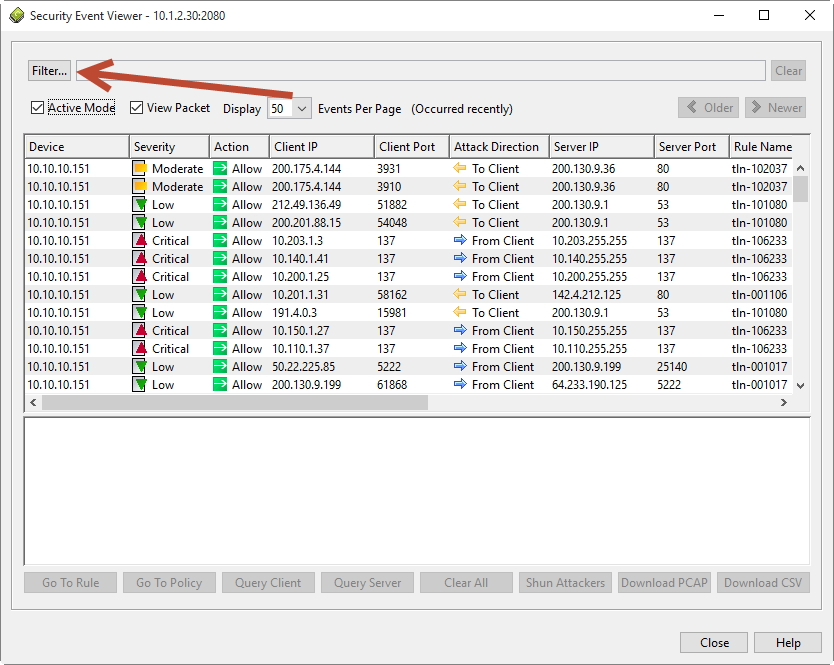 Security Event Viewer - 10.1.2.30:2080
Filter... Clear
Active Mode View Packet Display 50 Events Per Page (Occurred recently) Older Newer
Device Severity Action Client IP Client Port Attack Direction Server IP Server Port Rule Name
10.10.10.151 Moderate Allow 200.175.4.144 3931 To Client 200.130.9.36 80 tln-102037
10.10.10.151 Moderate Allow 200.175.4.144 3910 To Client 200.130.9.36 80 tln-102037
10.10.10.151 Low Allow 212.49.136.49 51882 To Client 200.130.9.1 53 tln-101080
10.10.10.151 Low Allow 200.201.88.15 54048 To Client 200.130.9.1 53 tln-101080
10.10.10.151 Critical Allow 10.203.1.3 137 From Client 10.203.255.255 137 tln-106233
10.10.10.151 Critical Allow 10.140.1.41 137 From Client 10.140.255.255 137 tln-106233
10.10.10.151 Critical Allow 10.200.1.25 137 From Client 10.200.255.255 137 tln-106233
10.10.10.151 Low Allow 10.201.1.31 58162 To Client 142.4.212.125 80 tln-001106
10.10.10.151 Low Allow 191.4.0.3 15981 To Client 200.130.9.1 53 tln-101080
10.10.10.151 Critical Allow 10.150.1.27 137 From Client 10.150.255.255 137 tln-106233
10.10.10.151 Critical Allow 10.110.1.37 137 From Client 10.110.255.255 137 tln-106233
10.10.10.151 Low Allow 50.22.225.85 5222 From Client 200.130.9.199 25140 tln-001017
10.10.10.151 Low Allow 200.130.9.199 61868 From Client 64.233.190.125 5222 tln-001017
Go To Rule Go To Policy Query Client Query Server Clear All Shun Attackers Download PCAP Download CSV
Close Help